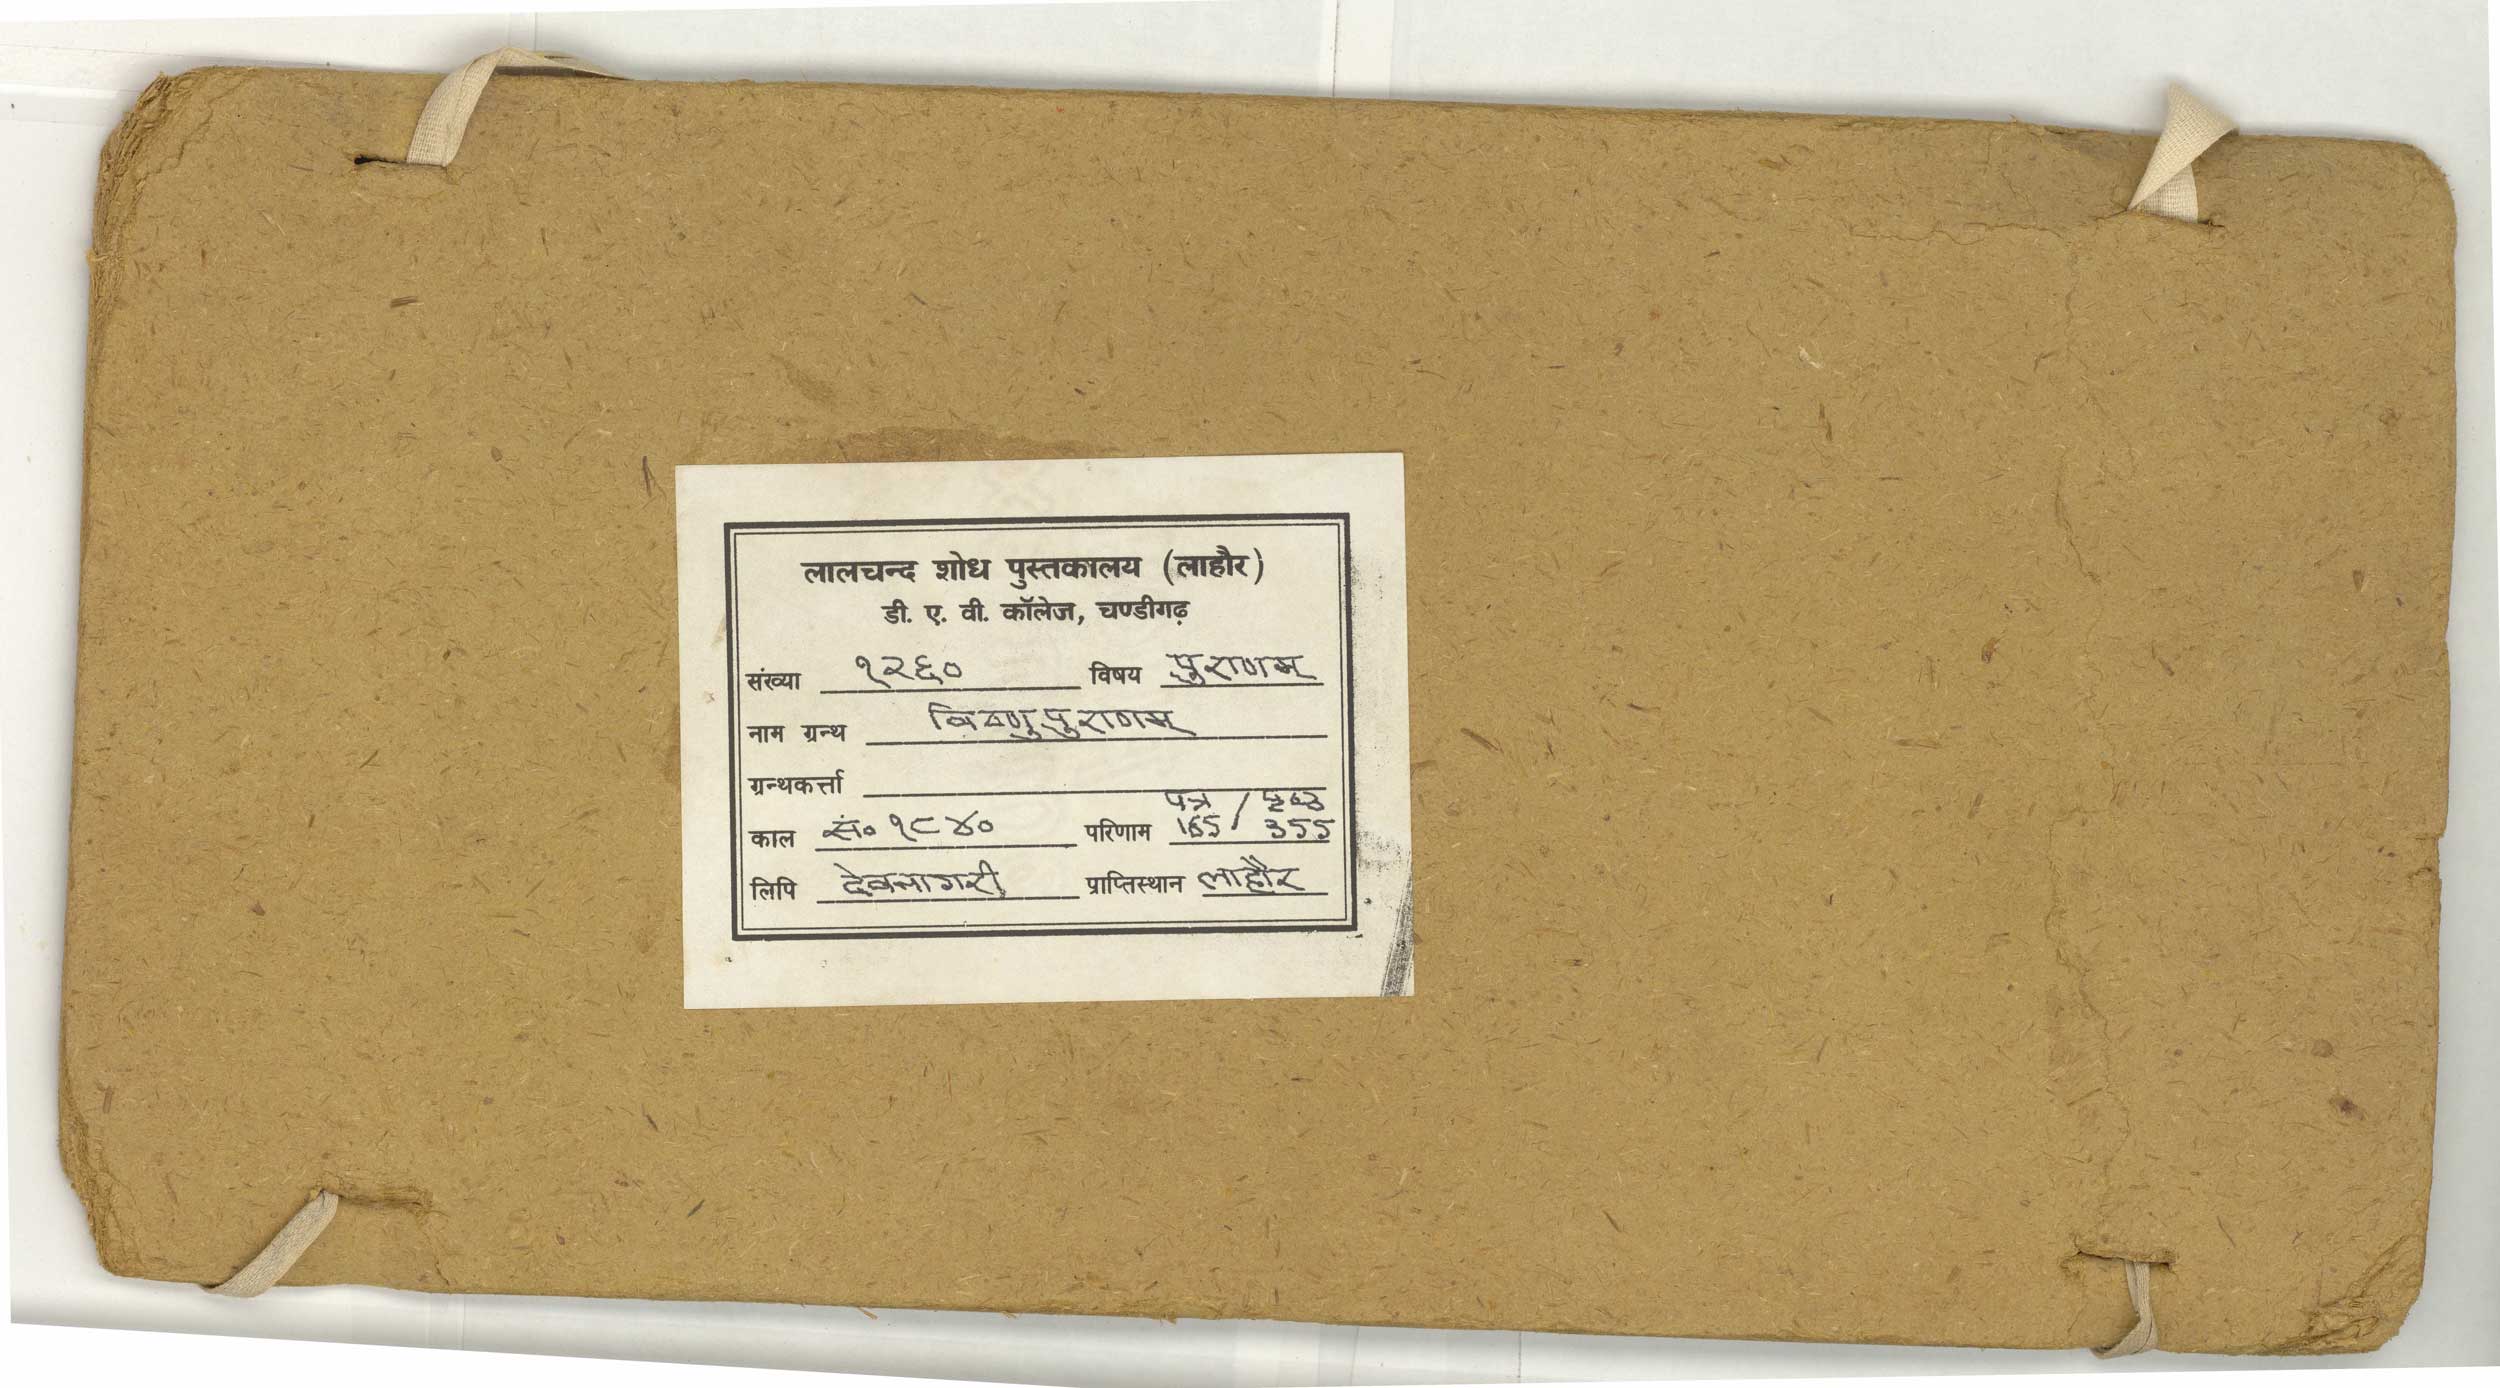 लालचन्द शोध पुस्तकालय (लाहौर)
डी. ए. वी. कॉलेज, चण्डीगढ़
संख्या १२६० विषय पुराणम्
नाम ग्रन्थ विष्णुपुराणम्
ग्रन्थकर्त्ता
पत्र / पृष्ठ
काल सं० १८४० परिणाम 165 / 355
लिपि देवनागरी प्राप्तिस्थान लाहौर